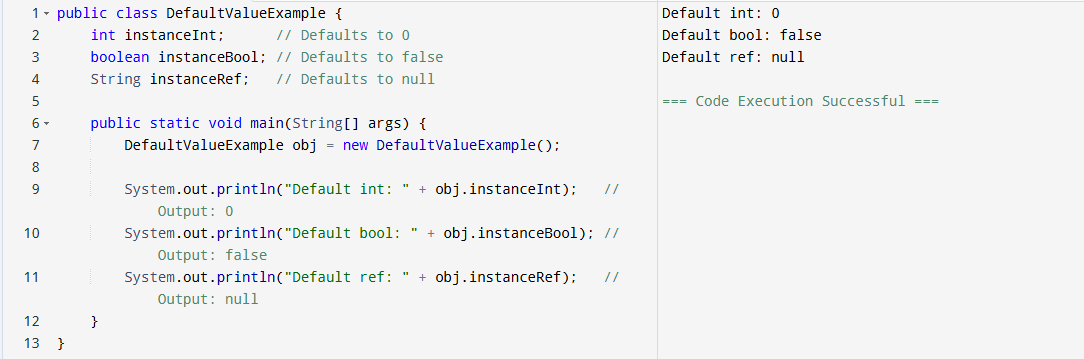 1 public class DefaultValueExample {
2     int instanceInt;      // Defaults to 0
3     boolean instanceBool; // Defaults to false
4     String instanceRef;   // Defaults to null
5
6     public static void main(String[] args) {
7         DefaultValueExample obj = new DefaultValueExample();
8
9         System.out.println("Default int: " + obj.instanceInt);   //
            Output: 0
10         System.out.println("Default bool: " + obj.instanceBool); //
            Output: false
11         System.out.println("Default ref: " + obj.instanceRef);   //
            Output: null
12     }
13 }
Default int: 0
Default bool: false
Default ref: null

=== Code Execution Successful ===